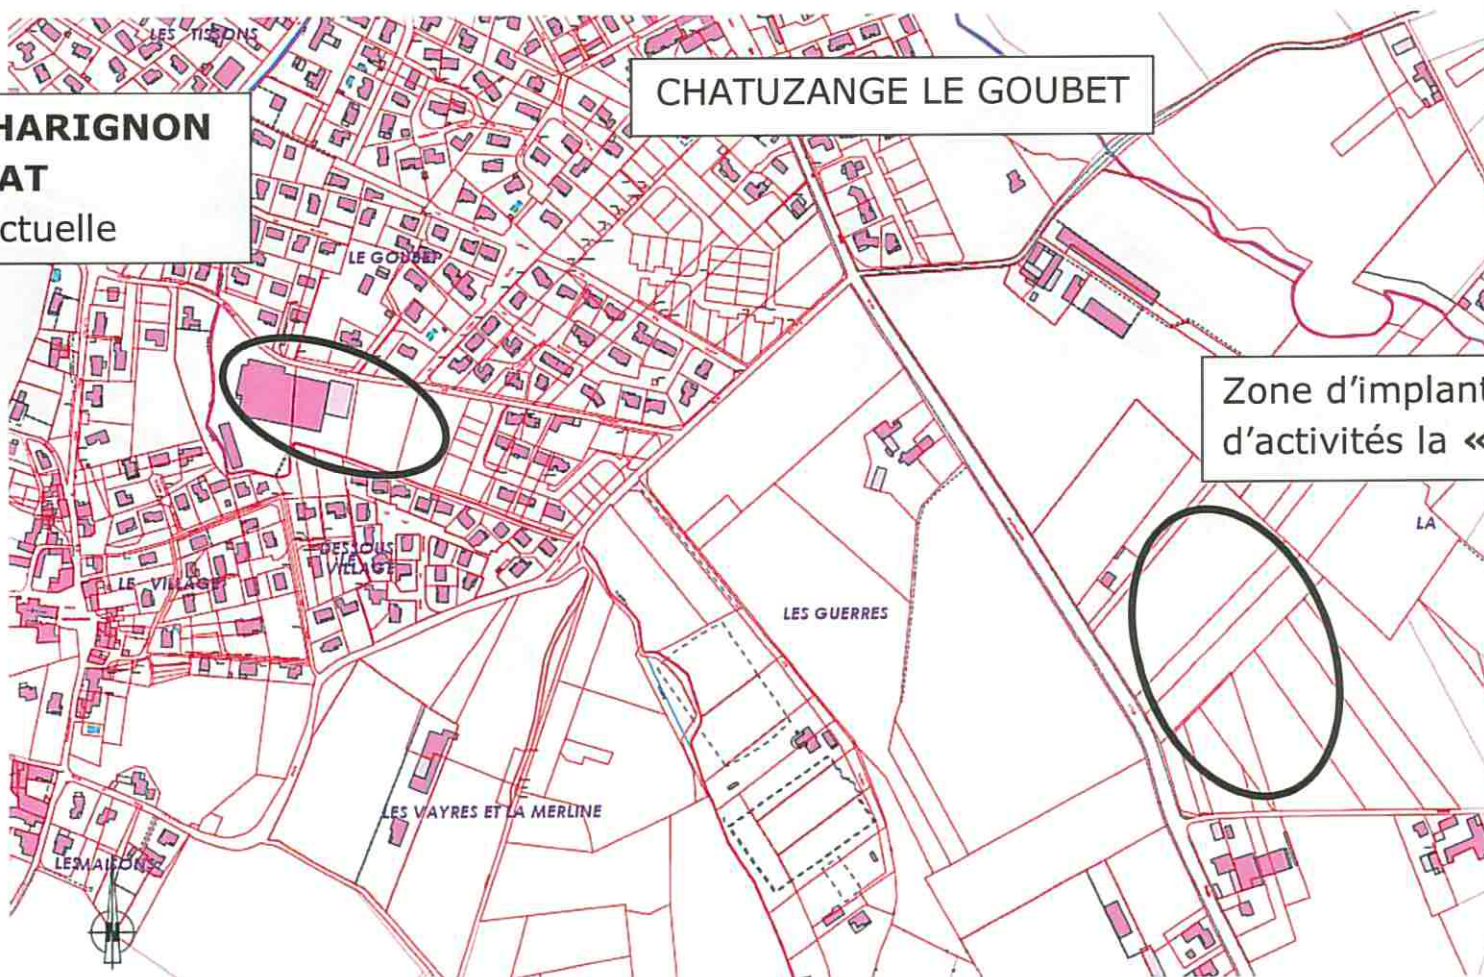 LES TISSONS
CHATUZANGE LE GOUBET
HARIGNON
AT
ctuelle
LE GOUBET
Zone d'implant
d'activités la «
LA
DESSOUS
VILLAGE
LE VILLAGE
LES GUERRES
LES VAYRES ET LA MERLINE
LES MAISONS
N